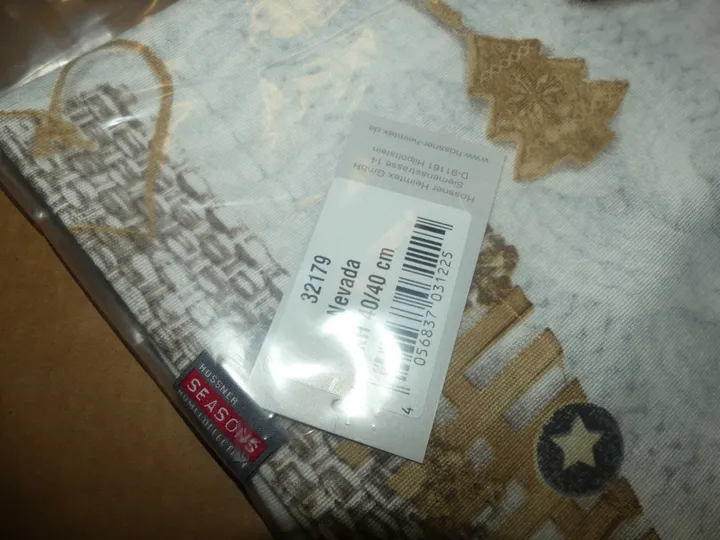 32179
Nevada
40/40 cm
4 056837 031225
Hossner Heimtex GmbH
Siemensstrasse 14
D-91161 Hilpoltstein
www.hossner-heimtex.de
HOSSNER
SEASONS
HOMECOLLECTION